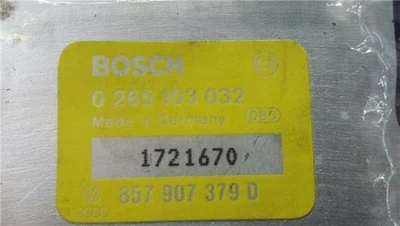 BOSCH
0 265 103 032
Made in Germany
1721670
857 907 379 D